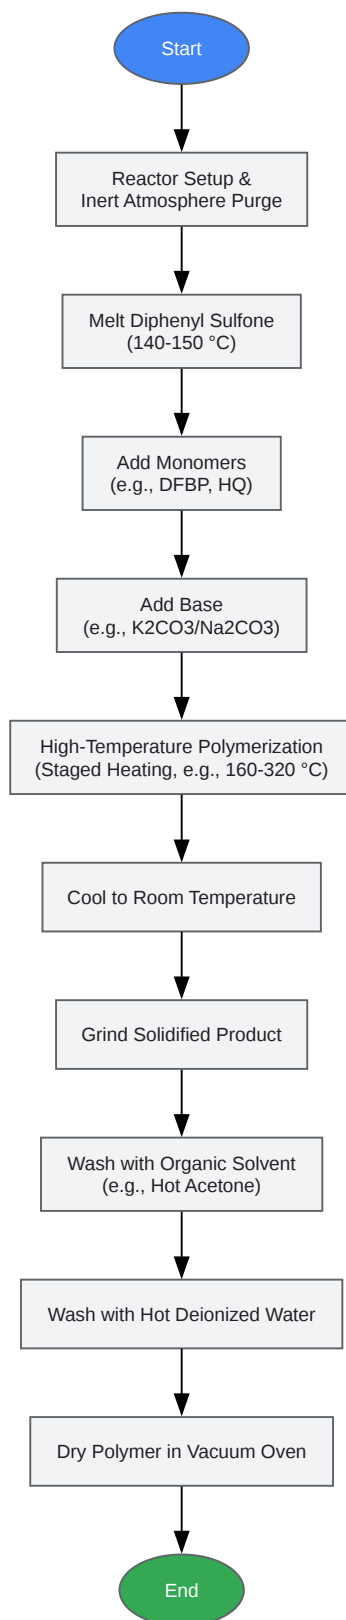 Start
Reactor Setup &
Inert Atmosphere Purge
Melt Diphenyl Sulfone
(140-150 °C)
Add Monomers
(e.g., DFBP, HQ)
Add Base
(e.g., K2CO3/Na2CO3)
High-Temperature Polymerization
(Staged Heating, e.g., 160-320 °C)
Cool to Room Temperature
Grind Solidified Product
Wash with Organic Solvent
(e.g., Hot Acetone)
Wash with Hot Deionized Water
Dry Polymer in Vacuum Oven
End